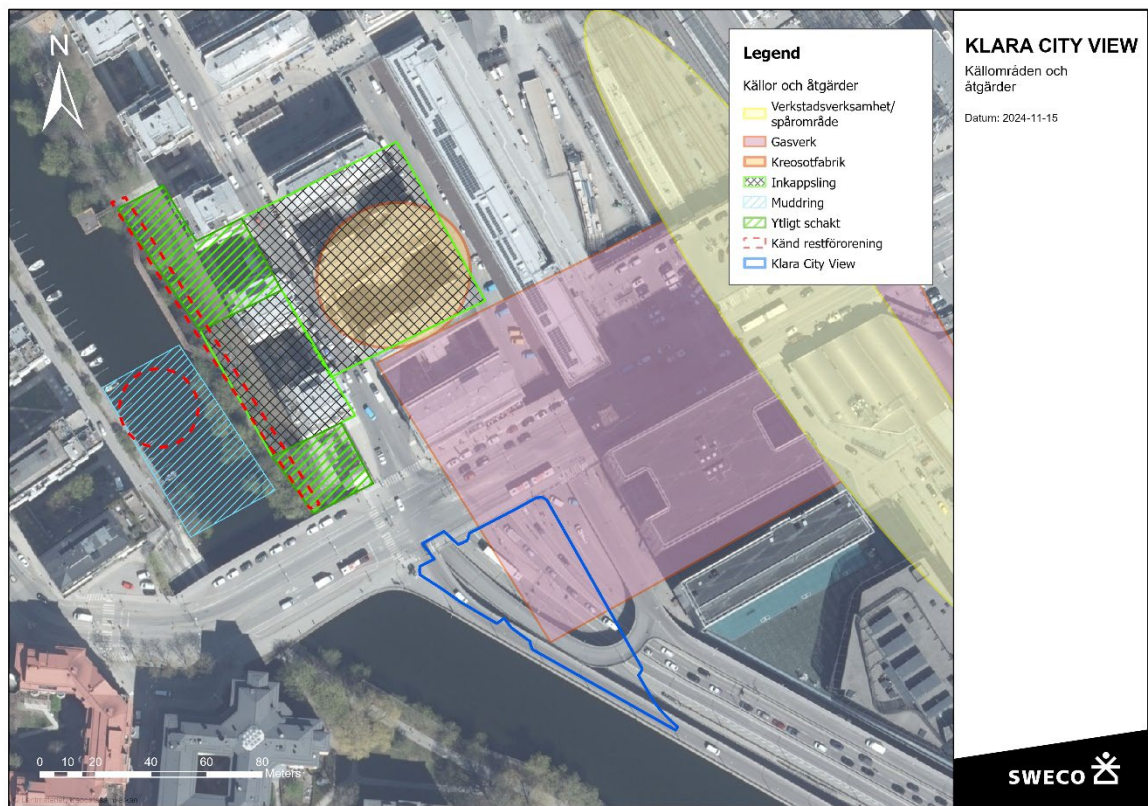 N
Legend
Källor och åtgärder
Verkstadsverksamhet/
spårområde
Gasverk
Kreosotfabrik
Inkappsling
Muddring
Ytligt schakt
Känd restförorening
Klara City View
KLARA CITY VIEW
Källområden och
åtgärder
Datum: 2024-11-15
0 10 20 40 60 80
Meters
SWECO